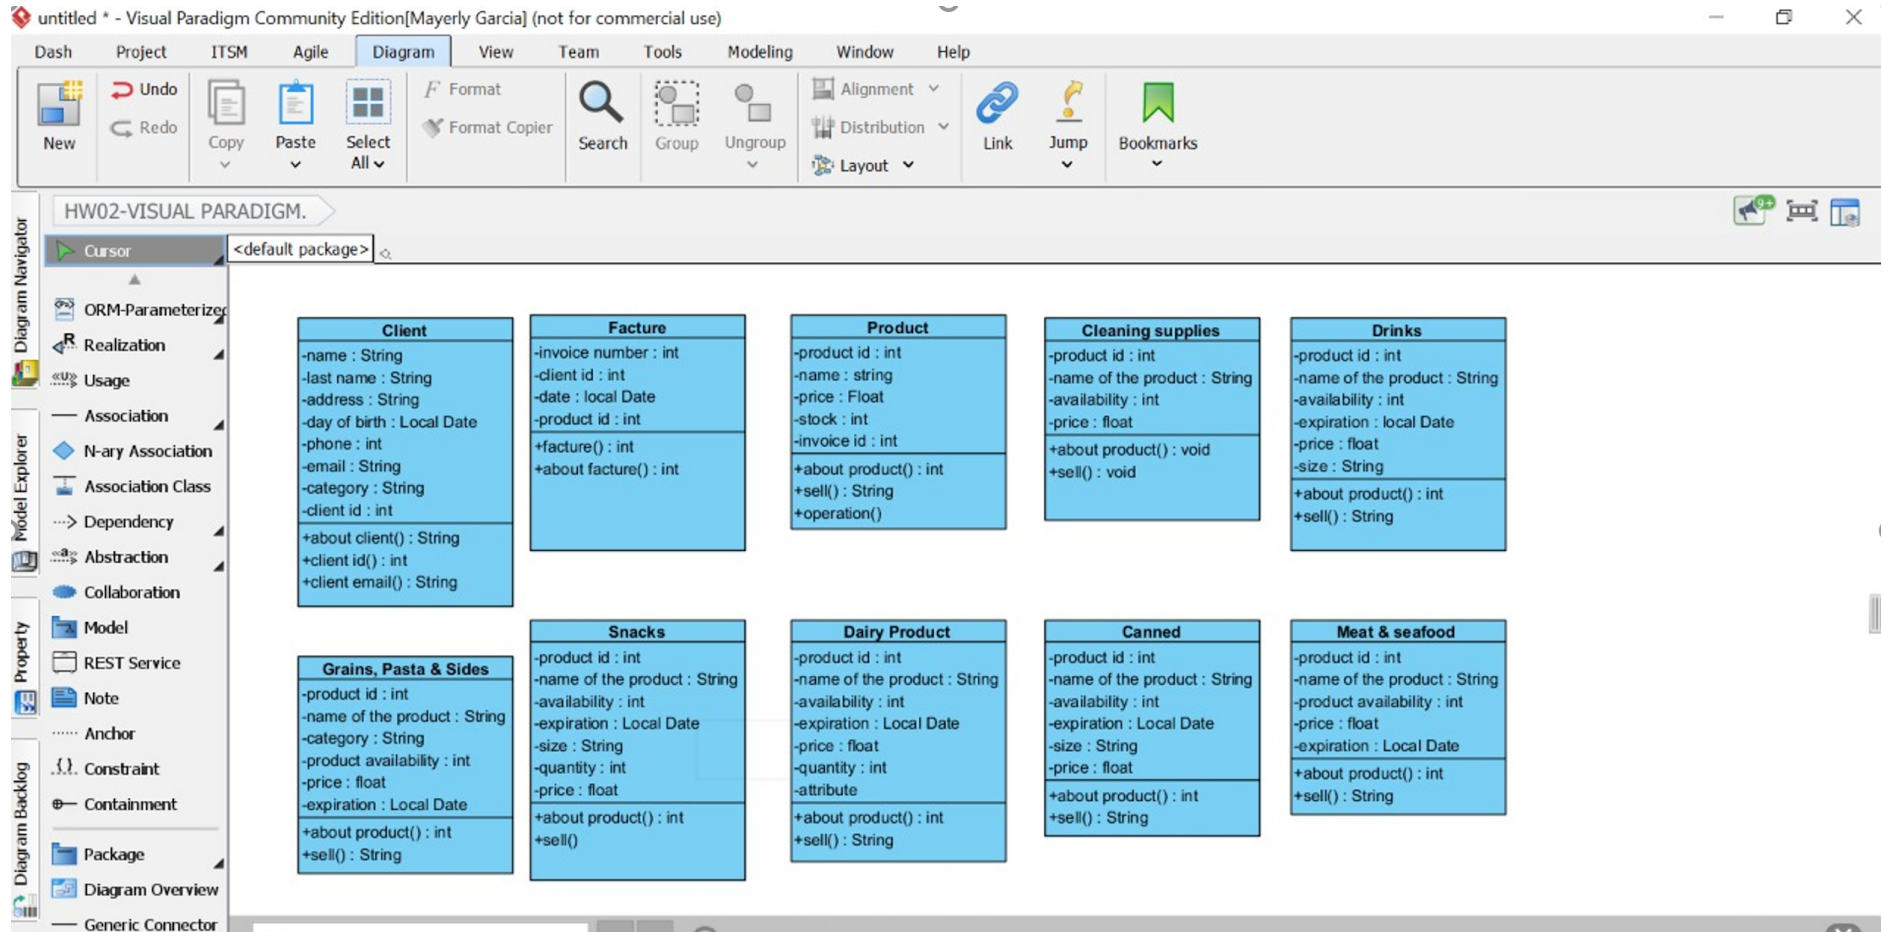 untitled * - Visual Paradigm Community Edition[Mayerly Garcia] (not for commercial use)
Dash Project ITSM Agile Diagram View Team Tools Modeling Window Help
New
Undo
Redo
Copy
Paste
Select
All
Format
Format Copier
Search
Group
Ungroup
Alignment
Distribution
Layout
Link
Jump
Bookmarks
HW02-VISUAL PARADIGM.
9+
Diagram Navigator
Model Explorer
Property
Diagram Backlog
Cursor
<default package>
ORM-Parameterized
Realization
Usage
Association
N-ary Association
Association Class
Dependency
Abstraction
Collaboration
Model
REST Service
Note
Anchor
Constraint
Containment
Package
Diagram Overview
Generic Connector
Client
-name : String
-last name : String
-address : String
-day of birth : Local Date
-phone : int
-email : String
-category : String
-client id : int
+about client() : String
+client id() : int
+client email() : String
Facture
-invoice number : int
-client id : int
-date : local Date
-product id : int
+facture() : int
+about facture() : int
Product
-product id : int
-name : string
-price : Float
-stock : int
-invoice id : int
+about product() : int
+sell() : String
+operation()
Cleaning supplies
-product id : int
-name of the product : String
-availability : int
-price : float
+about product() : void
+sell() : void
Drinks
-product id : int
-name of the product : String
-availability : int
-expiration : local Date
-price : float
-size : String
+about product() : int
+sell() : String
Grains, Pasta & Sides
-product id : int
-name of the product : String
-category : String
-product availability : int
-price : float
-expiration : Local Date
+about product() : int
+sell() : String
Snacks
-product id : int
-name of the product : String
-availability : int
-expiration : Local Date
-size : String
-quantity : int
-price : float
+about product() : int
+sell()
Dairy Product
-product id : int
-name of the product : String
-availability : int
-expiration : Local Date
-price : float
-quantity : int
-attribute
+about product() : int
+sell() : String
Canned
-product id : int
-name of the product : String
-availability : int
-expiration : Local Date
-size : String
-price : float
+about product() : int
+sell() : String
Meat & seafood
-product id : int
-name of the product : String
-product availability : int
-price : float
-expiration : Local Date
+about product() : int
+sell() : String